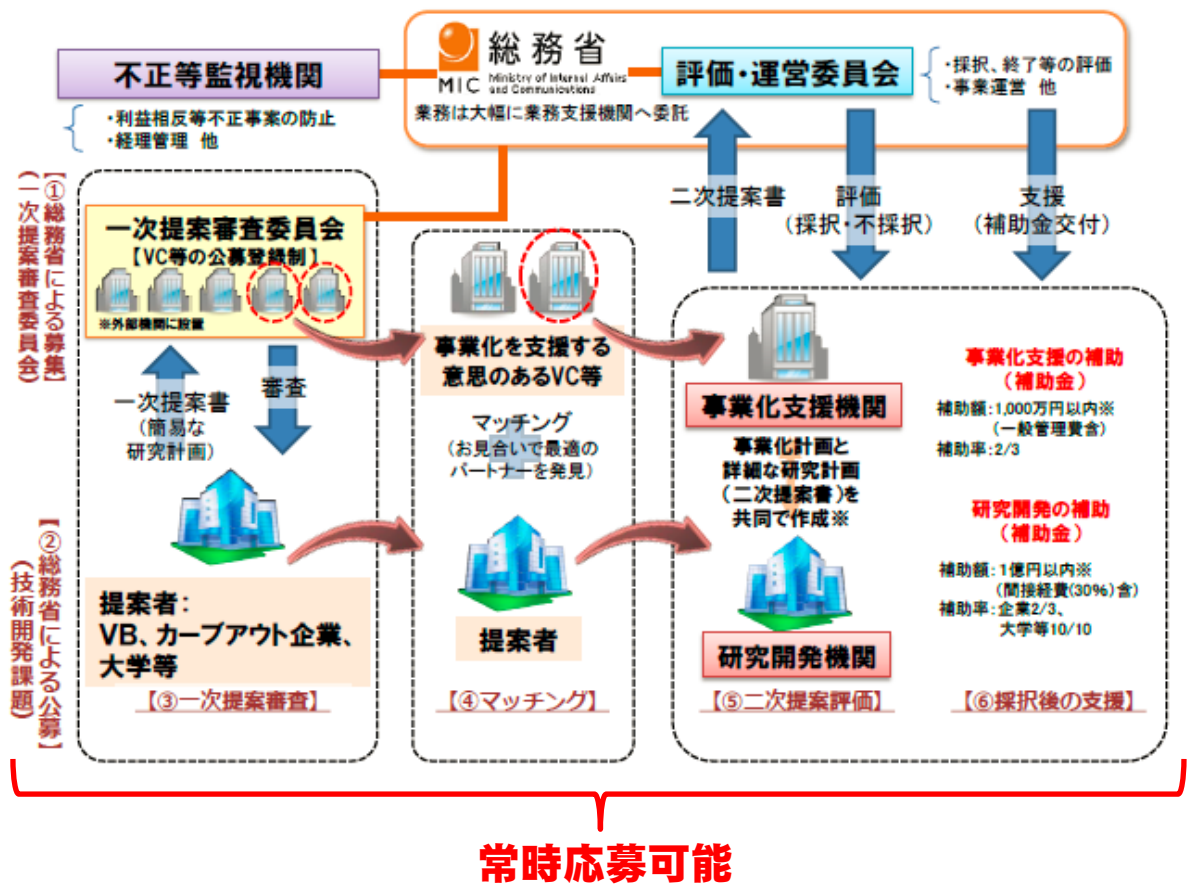 不正等監視機関
・利益相反等不正事案の防止
・経理管理 他
総務省
MIC Ministry of Internal Affairs
and Communications
業務は大幅に業務支援機関へ委託
評価・運営委員会
・採択、終了等の評価
・事業運営 他
【①総務省による募集】
(一次提案審査委員会)
一次提案審査委員会
【VC等の公募登録制】
※外部機関に設置
一次提案書
(簡易な
研究計画)
審査
【②総務省による公募】
(技術開発課題)
提案者:
VB、カーブアウト企業、
大学等
【③一次提案審査】
事業化を支援する
意思のあるVC等
マッチング
(お見合いで最適の
パートナーを発見)
提案者
【④マッチング】
二次提案書
評価
(採択・不採択)
支援
(補助金交付)
事業化支援機関
事業化計画と
詳細な研究計画
(二次提案書)を
共同で作成※
研究開発機関
【⑤二次提案評価】
事業化支援の補助
(補助金)
補助額:1,000万円以内※
(一般管理費含)
補助率:2/3
研究開発の補助
(補助金)
補助額:1億円以内※
(間接経費(30%)含)
補助率:企業2/3、
大学等10/10
【⑥採択後の支援】
常時応募可能